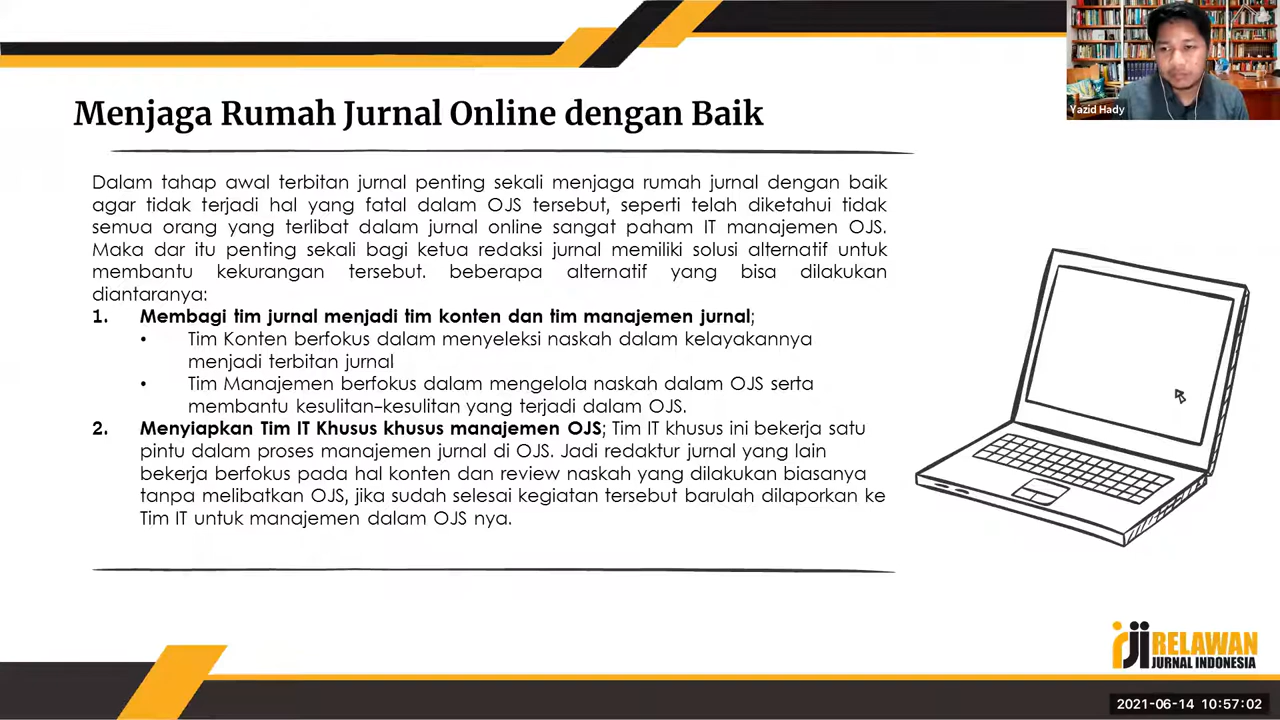 Menjaga Rumah Jurnal Online dengan Baik
Yazid Hady
Dalam tahap awal terbitan jurnal penting sekali menjaga rumah jurnal dengan baik
agar tidak terjadi hal yang fatal dalam OJS tersebut, seperti telah diketahui tidak
semua orang yang terlibat dalam jurnal online sangat paham IT manajemen OJS.
Maka dar itu penting sekali bagi ketua redaksi jurnal memiliki solusi alternatif untuk
membantu kekurangan tersebut. beberapa alternatif yang bisa dilakukan
diantaranya:
1. Membagi tim jurnal menjadi tim konten dan tim manajemen jurnal;
• Tim Konten berfokus dalam menyeleksi naskah dalam kelayakannya
menjadi terbitan jurnal
• Tim Manajemen berfokus dalam mengelola naskah dalam OJS serta
membantu kesulitan-kesulitan yang terjadi dalam OJS.
2. Menyiapkan Tim IT Khusus khusus manajemen OJS; Tim IT khusus ini bekerja satu
pintu dalam proses manajemen jurnal di OJS. Jadi redaktur jurnal yang lain
bekerja berfokus pada hal konten dan review naskah yang dilakukan biasanya
tanpa melibatkan OJS, jika sudah selesai kegiatan tersebut barulah dilaporkan ke
Tim IT untuk manajemen dalam OJS nya.
rji RELAWAN
JURNAL INDONESIA
2021-06-14 10:57:02